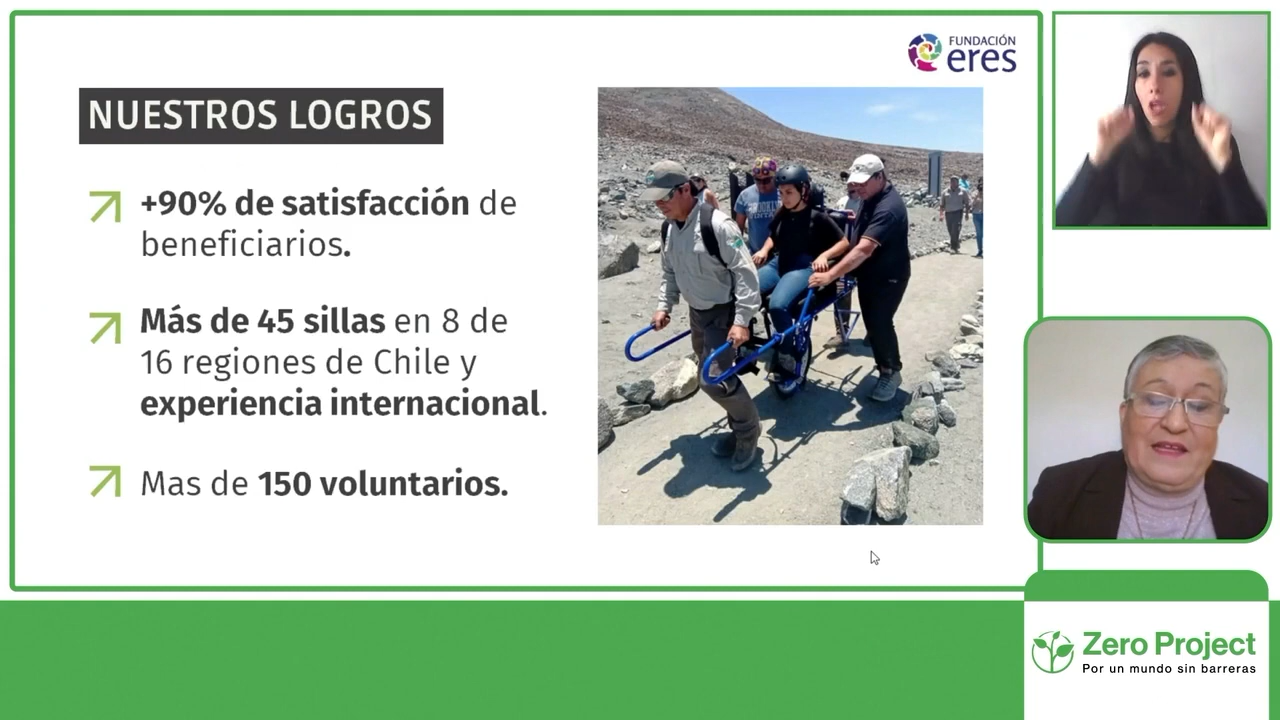 FUNDACIÓN
eres
NUESTROS LOGROS
+90% de satisfacción de
beneficiarios.
Más de 45 sillas en 8 de
16 regiones de Chile y
experiencia internacional.
Mas de 150 voluntarios.
BROOKLYN
Zero Project
Por un mundo sin barreras